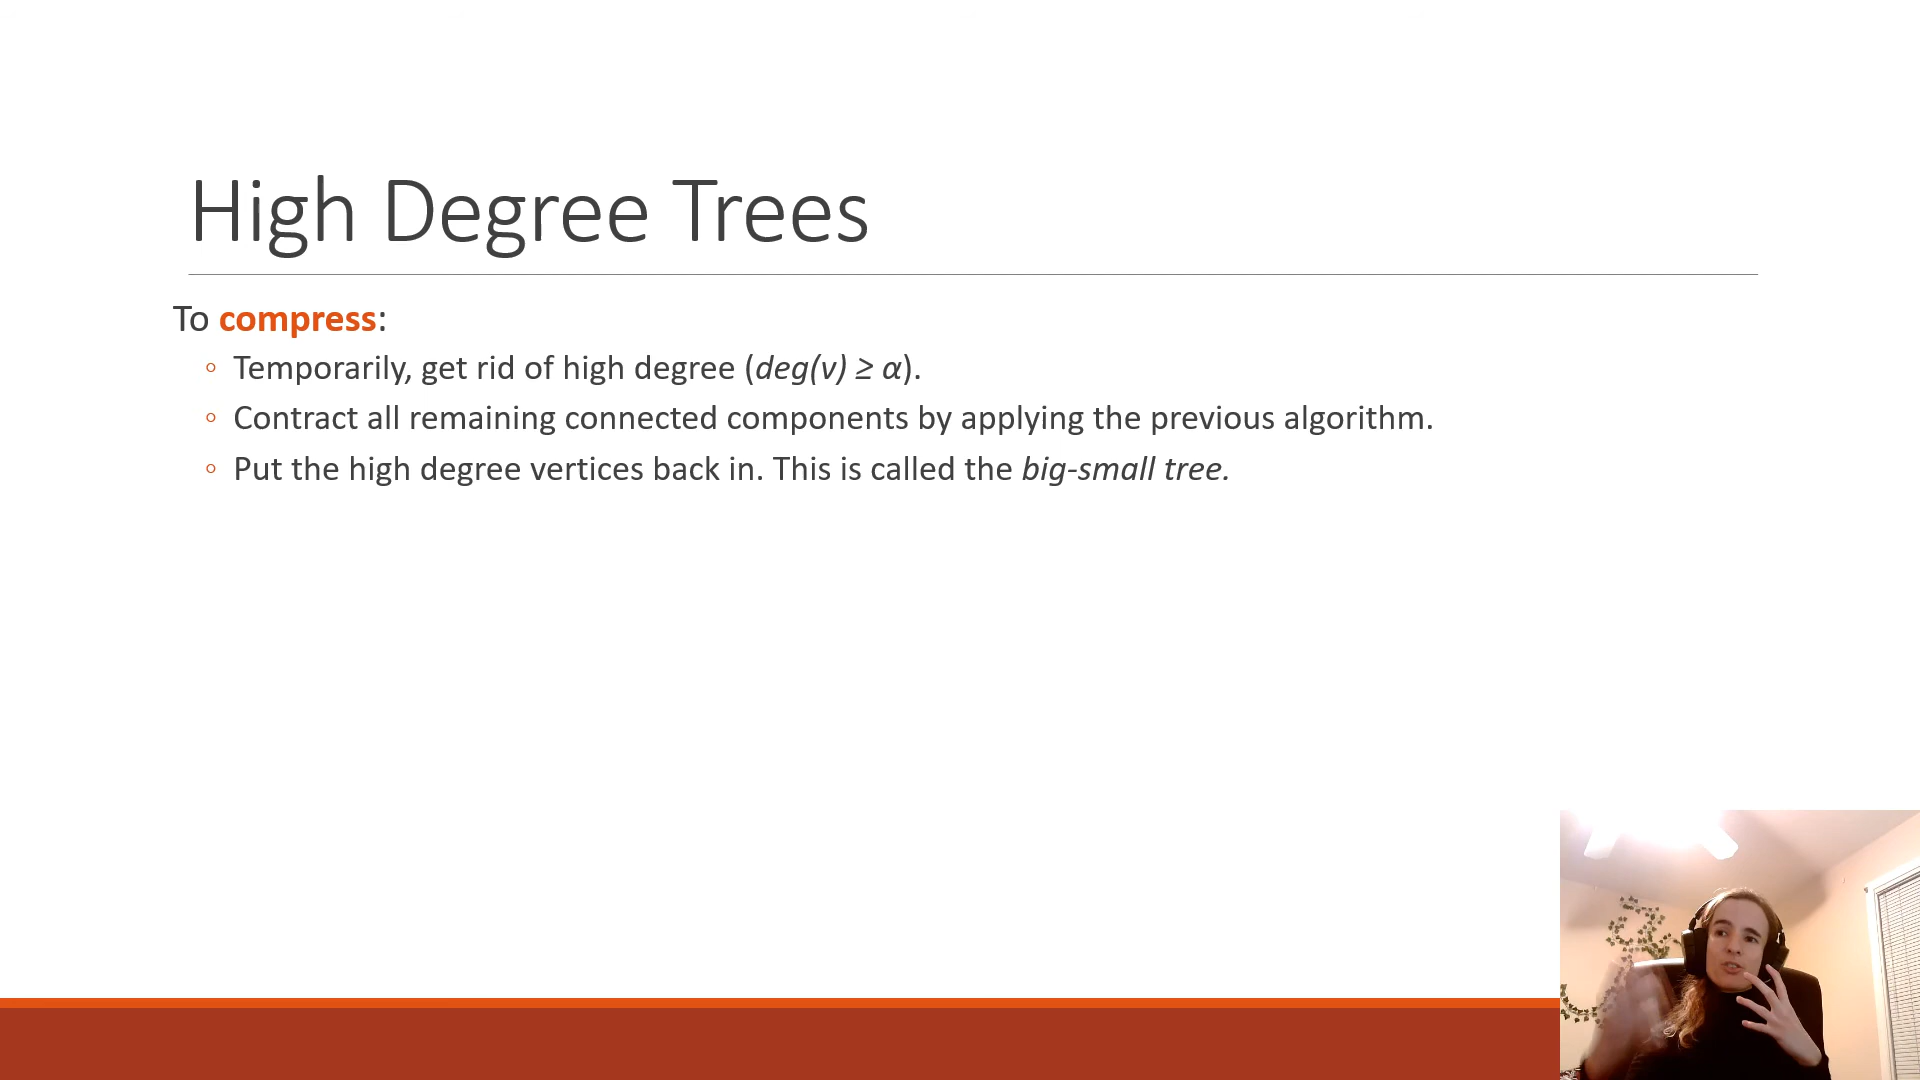 High Degree Trees
To compress:
◦ Temporarily, get rid of high degree (deg(v) ≥ α).
◦ Contract all remaining connected components by applying the previous algorithm.
◦ Put the high degree vertices back in. This is called the big-small tree.